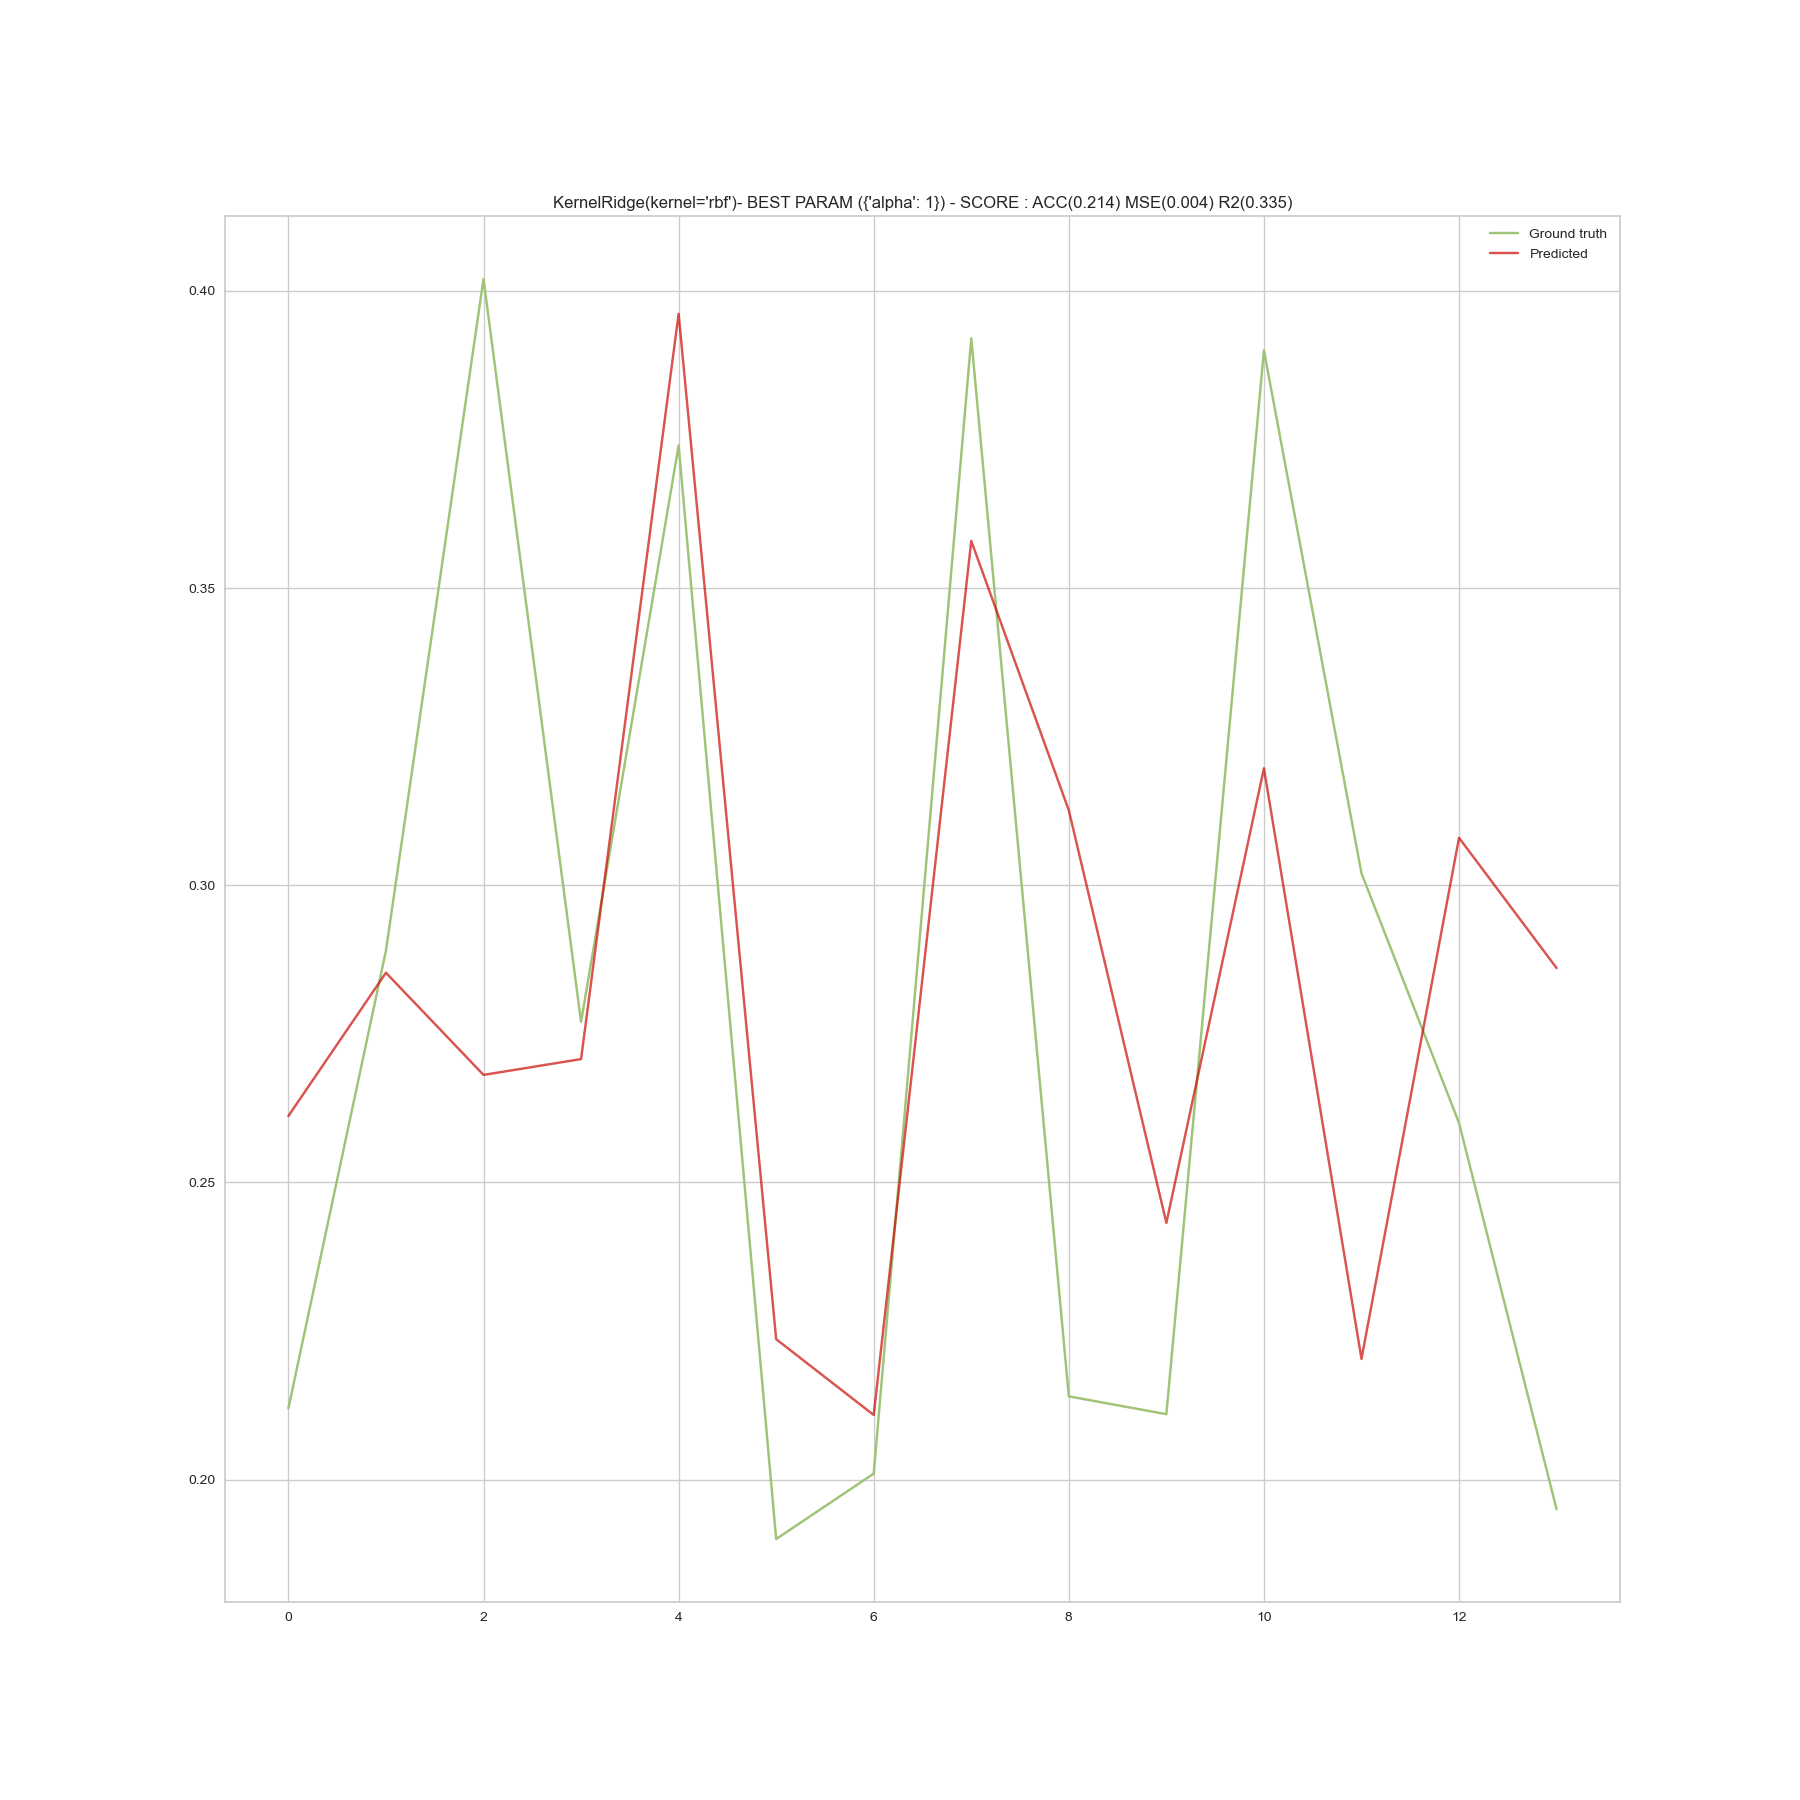 KernelRidge(kernel='rbf')- BEST PARAM ({'alpha': 1}) - SCORE : ACC(0.214) MSE(0.004) R2(0.335)
Ground truth
Predicted
0.40
0.35
0.30
0.25
0.20
0 2 4 6 8 10 12